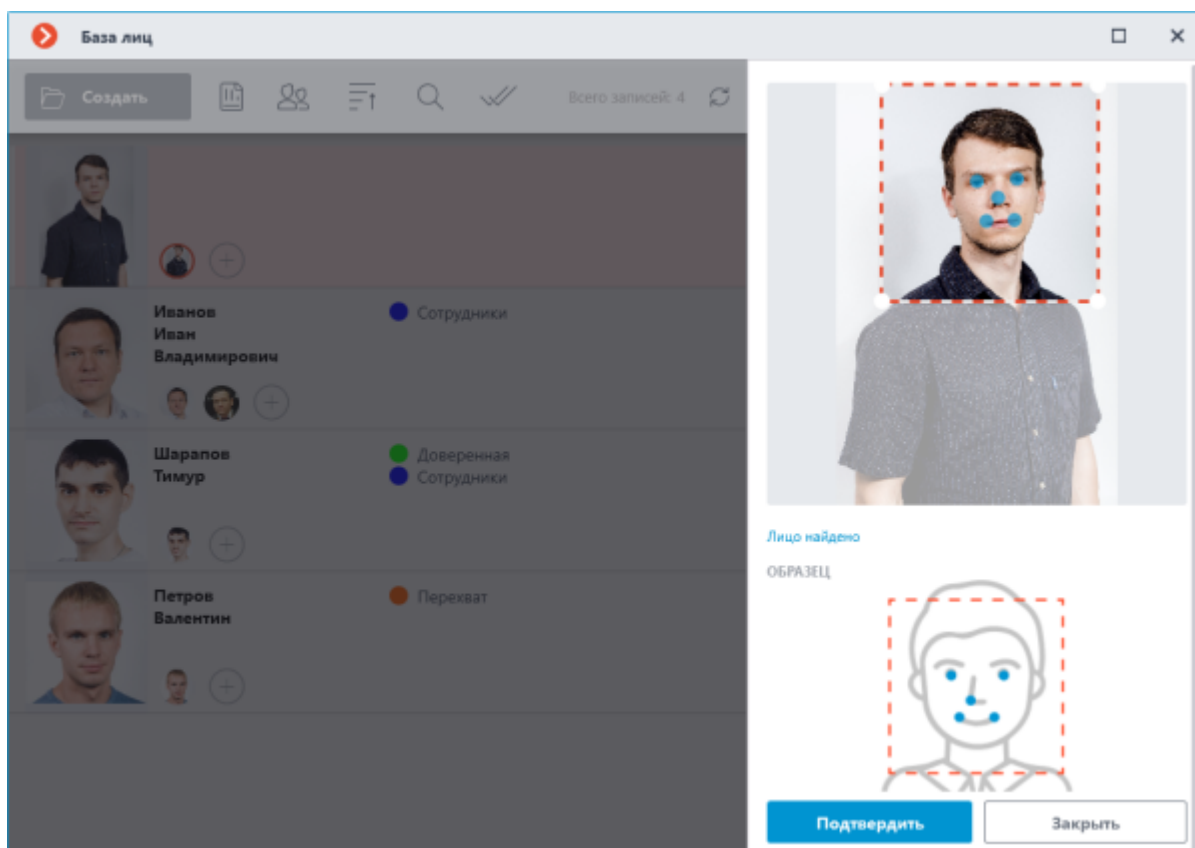 База лиц
Создать
Всего записей: 4
Иванов
Иван
Владимирович
Сотрудники
Шарапов
Тимур
Доверенная
Сотрудники
Петров
Валентин
Перехват
Лицо найдено
ОБРАЗЕЦ
Подтвердить
Закрыть